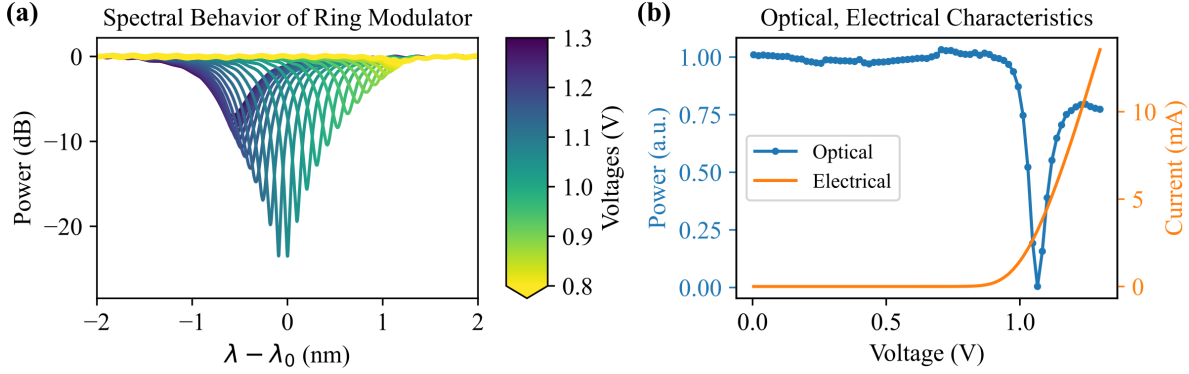 (a)
Spectral Behavior of Ring Modulator
Power (dB)
0
−10
−20
−2
−1
0
1
2
λ − λ0 (nm)
1.3
1.2
1.1
1.0
0.9
0.8
Voltages (V)
(b)
Optical, Electrical Characteristics
Power (a.u.)
1.00
0.75
0.50
0.25
0.00
Optical
Electrical
0.0
0.5
1.0
Voltage (V)
10
5
0
Current (mA)